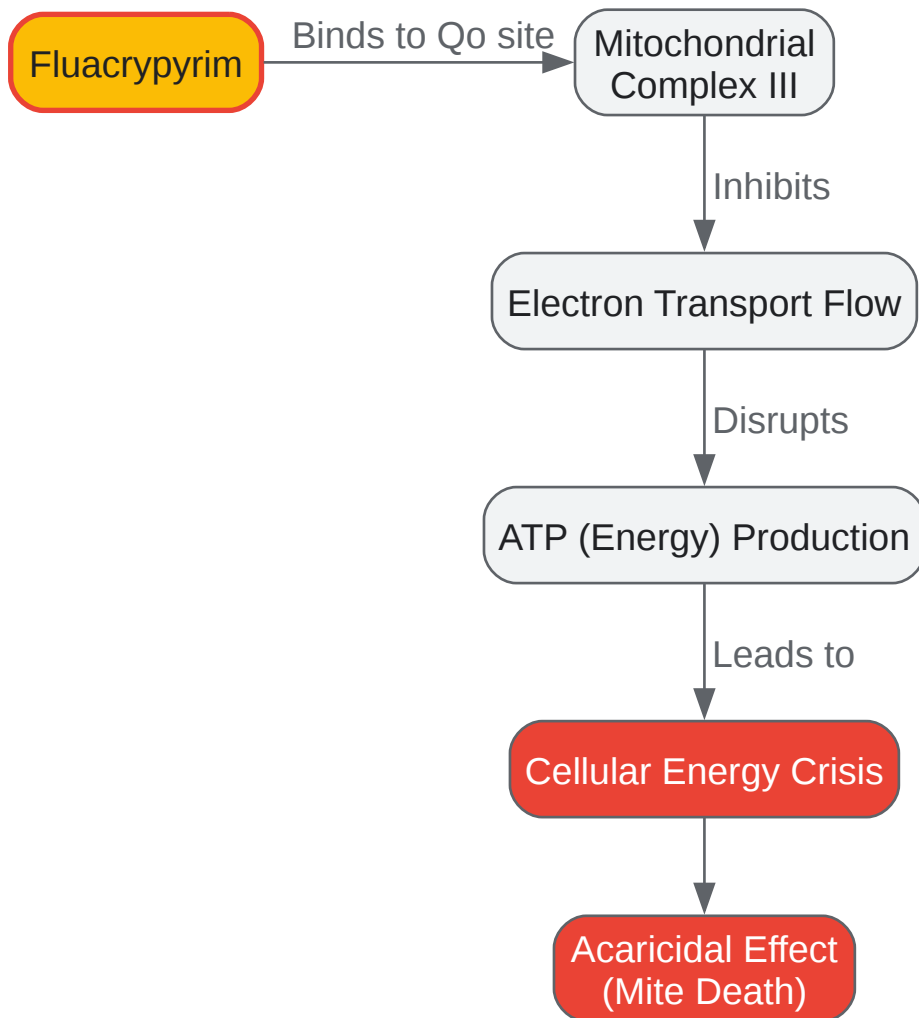 Fluacrypyrim
Binds to Qo site
Mitochondrial
Complex III
Inhibits
Electron Transport Flow
Disrupts
ATP (Energy) Production
Leads to
Cellular Energy Crisis
Acaricidal Effect
(Mite Death)